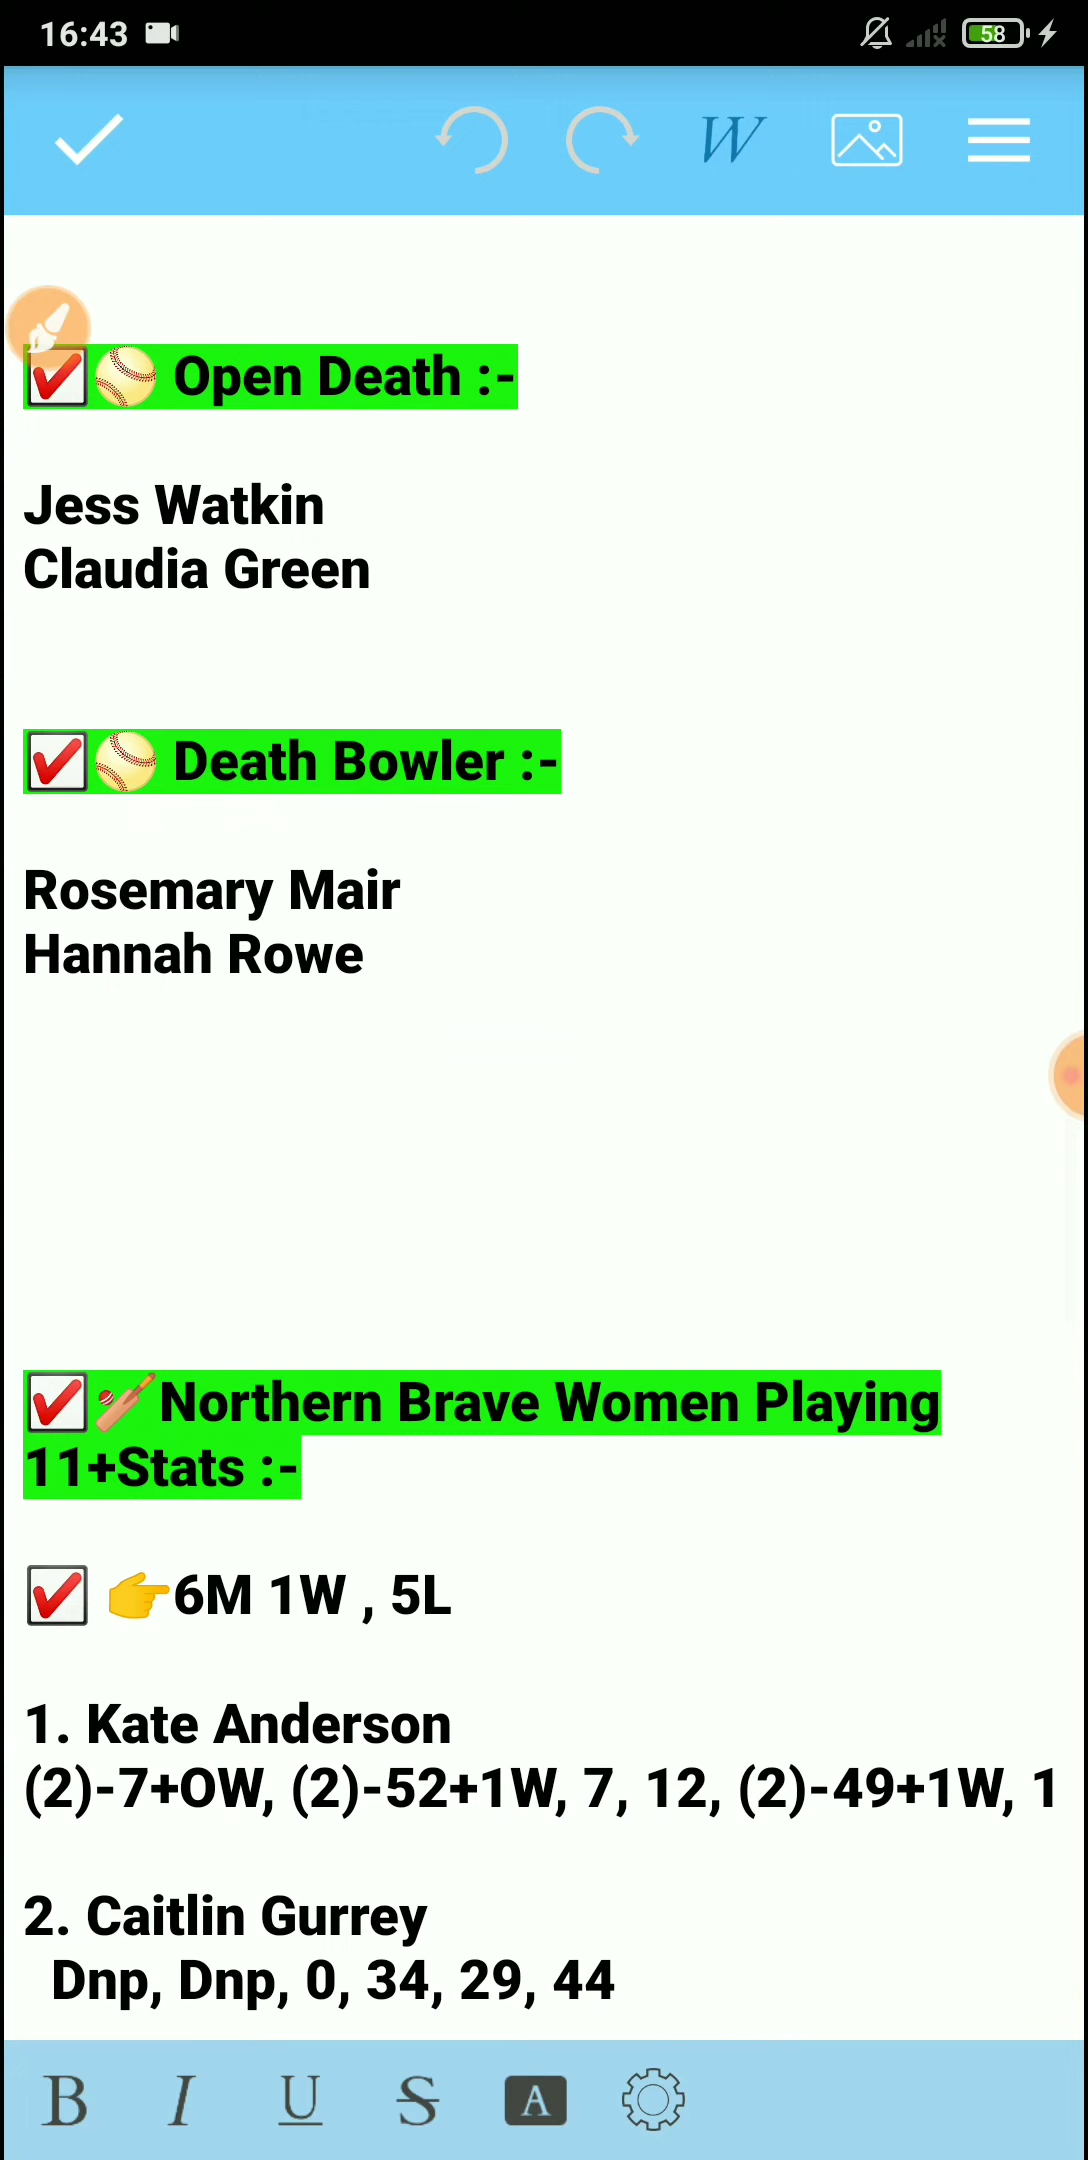 16:43
58
W
Open Death :-
Jess Watkin
Claudia Green
Death Bowler :-
Rosemary Mair
Hannah Rowe
Northern Brave Women Playing
11+Stats :-
6M 1W , 5L
1. Kate Anderson
(2)-7+OW, (2)-52+1W, 7, 12, (2)-49+1W, 1
2. Caitlin Gurrey
Dnp, Dnp, 0, 34, 29, 44
B I U S A